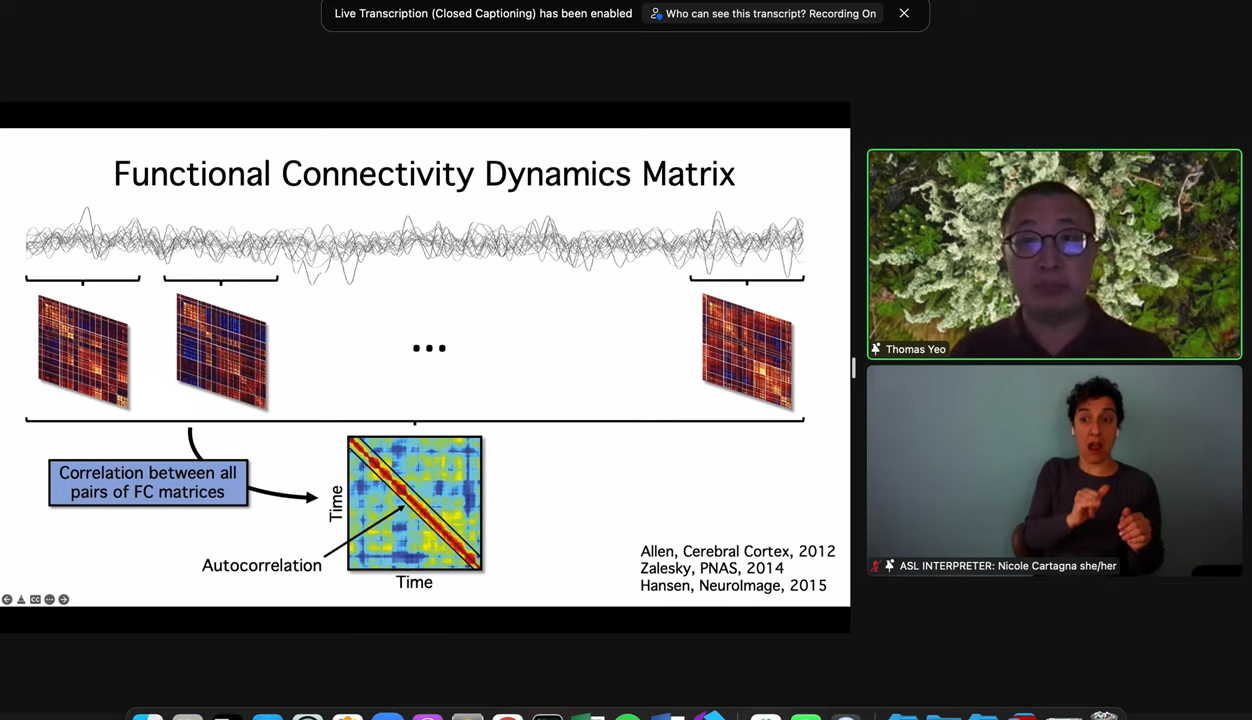 Live Transcription (Closed Captioning) has been enabled
Who can see this transcript? Recording On
Functional Connectivity Dynamics Matrix
...
Correlation between all
pairs of FC matrices
Time
Autocorrelation
Time
Allen, Cerebral Cortex, 2012
Zalesky, PNAS, 2014
Hansen, NeuroImage, 2015
Thomas Yeo
ASL INTERPRETER: Nicole Cartagna she/her